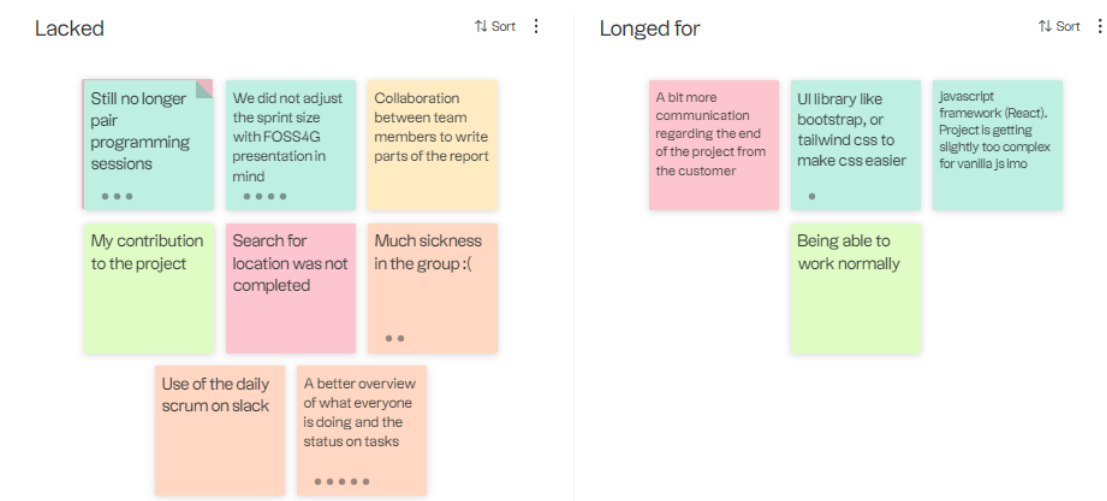 Lacked
Sort
Longed for
Sort
Still no longer
pair
programming
sessions
We did not adjust
the sprint size
with FOSS4G
presentation in
mind
Collaboration
between team
members to write
parts of the report
My contribution
to the project
Search for
location was not
completed
Much sickness
in the group :(
Use of the daily
scrum on slack
A better overview
of what everyone
is doing and the
status on tasks
A bit more
communication
regarding the end
of the project from
the customer
UI library like
bootstrap, or
tailwind css to
make css easier
javascript
framework (React).
Project is getting
slightly too complex
for vanilla js imo
Being able to
work normally